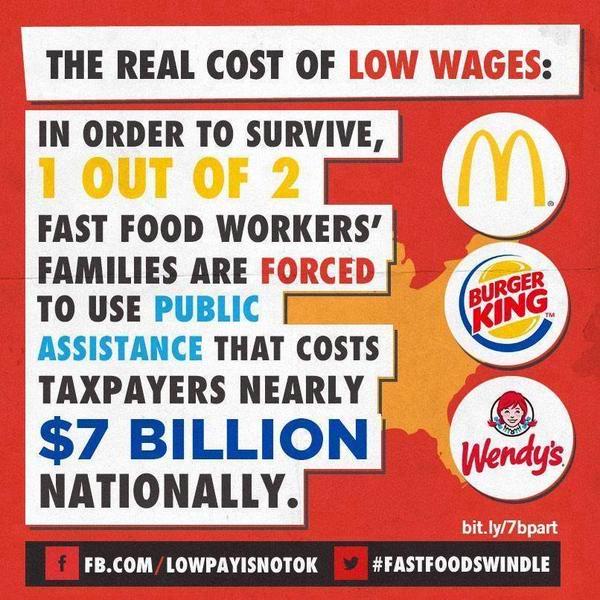 THE REAL COST OF LOW WAGES:
IN ORDER TO SURVIVE,
1 OUT OF 2
FAST FOOD WORKERS'
FAMILIES ARE FORCED
TO USE PUBLIC
ASSISTANCE THAT COSTS
TAXPAYERS NEARLY
$7 BILLION
NATIONALLY.
M
®
BURGER
KING
TM
Wendy's
bit.ly/7bpart
f FB.COM/LOWPAYISNOTOK #FASTFOODSWINDLE